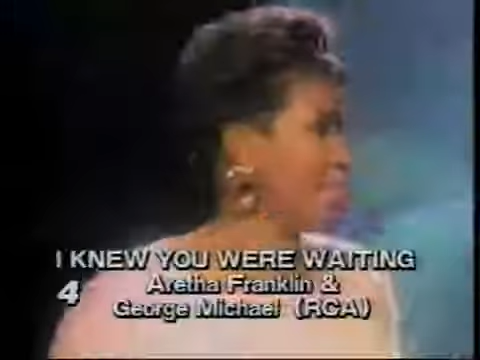 I KNEW YOU WERE WAITING
4
Aretha Franklin &
George Michael (RCA)